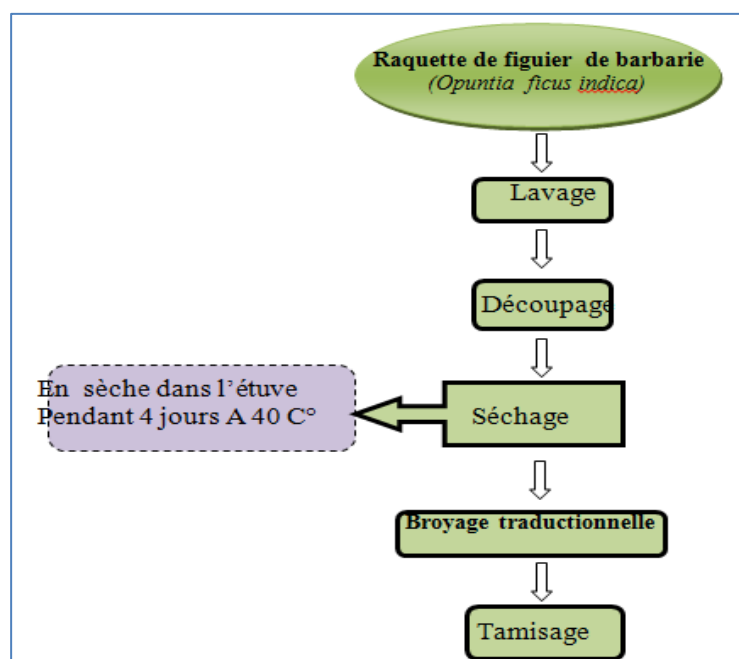 Raquette de figuier de barbarie
(Opuntia ficus indica)
Lavage
Découpage
En sèche dans l'étuve
Pendant 4 jours A 40 C°
Séchage
Broyage traductionnelle
Tamisage